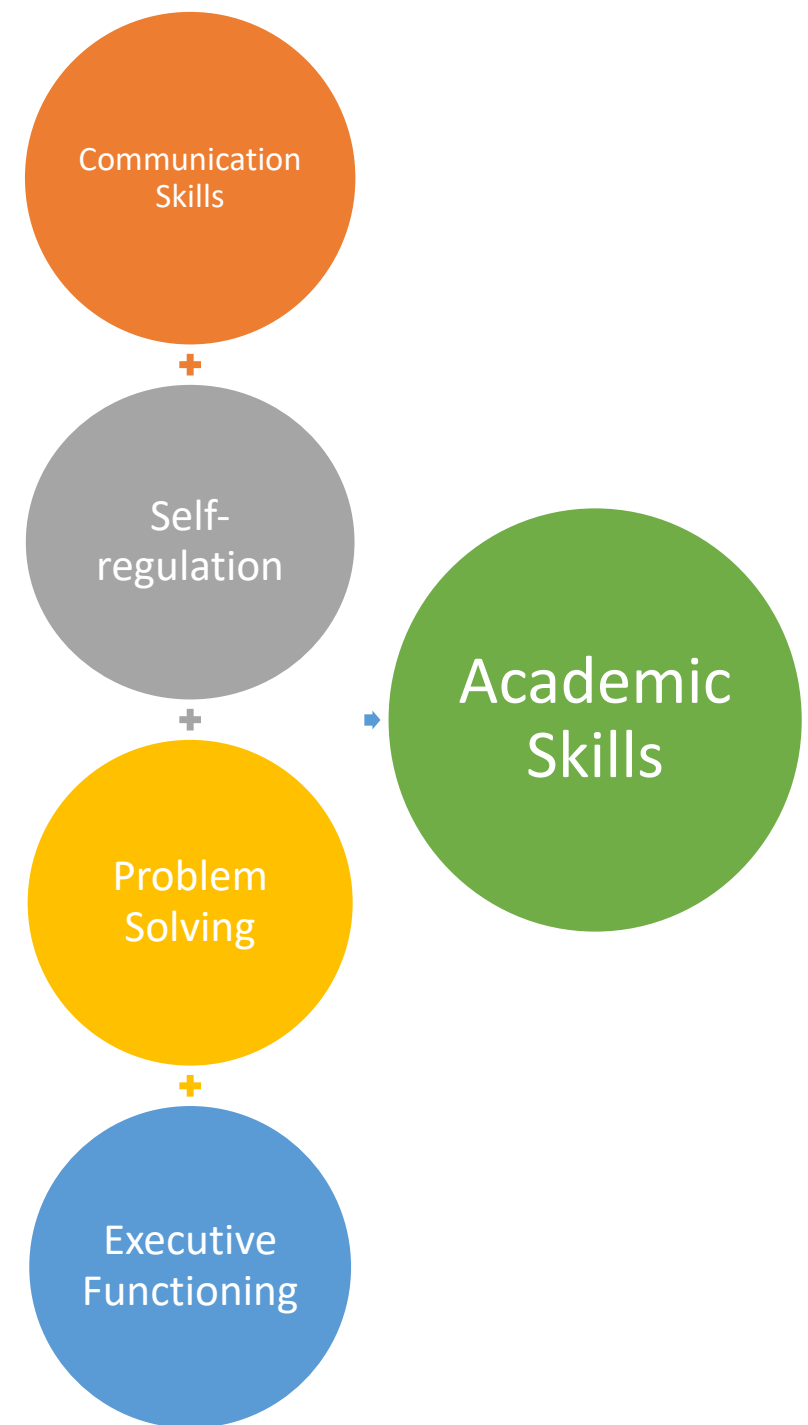 Communication
Skills
Self-
regulation
Problem
Solving
Executive
Functioning
Academic
Skills